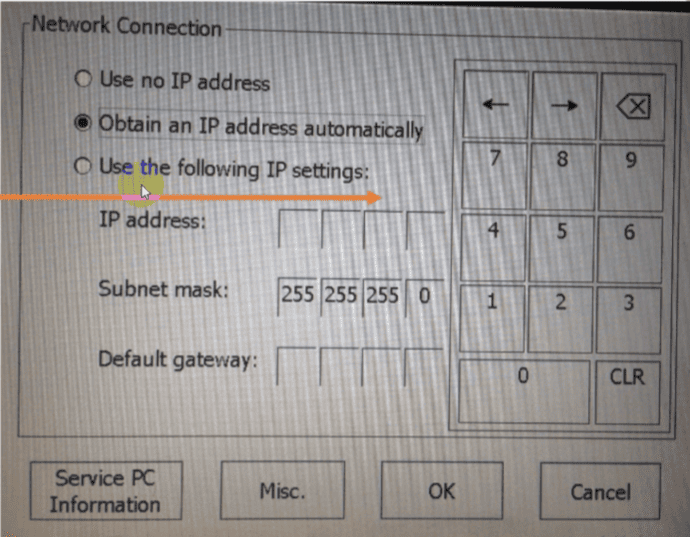 Network Connection
Use no IP address
Obtain an IP address automatically
Use the following IP settings:
IP address:
Subnet mask: 255 255 255 0
Default gateway:
7 8 9
4 5 6
1 2 3
0 CLR
Service PC
Information
Misc.
OK
Cancel